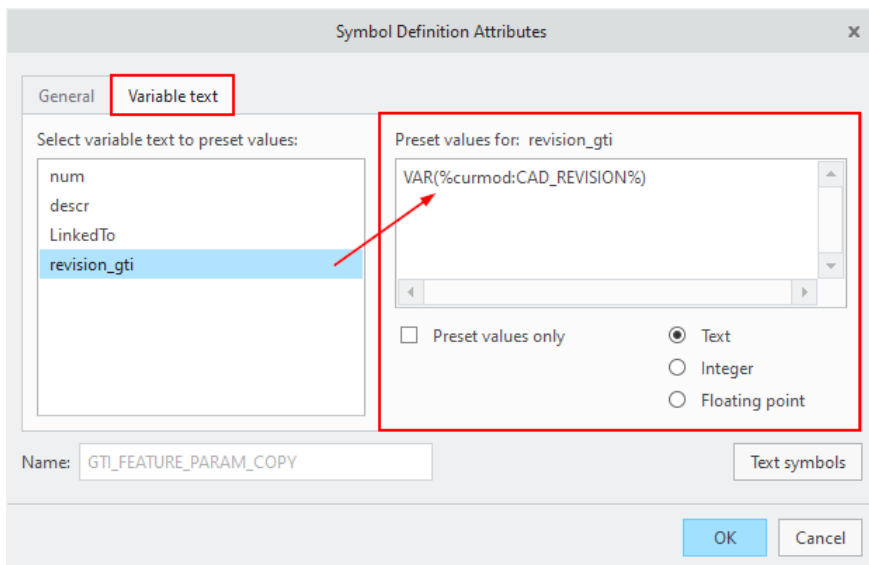 Symbol Definition Attributes x
General Variable text
Select variable text to preset values:
num
descr
LinkedTo
revision_gti
Preset values for: revision_gti
VAR(%curmod:CAD_REVISION%)
Preset values only
Text
Integer
Floating point
Name: GTI_FEATURE_PARAM_COPY
Text symbols
OK Cancel